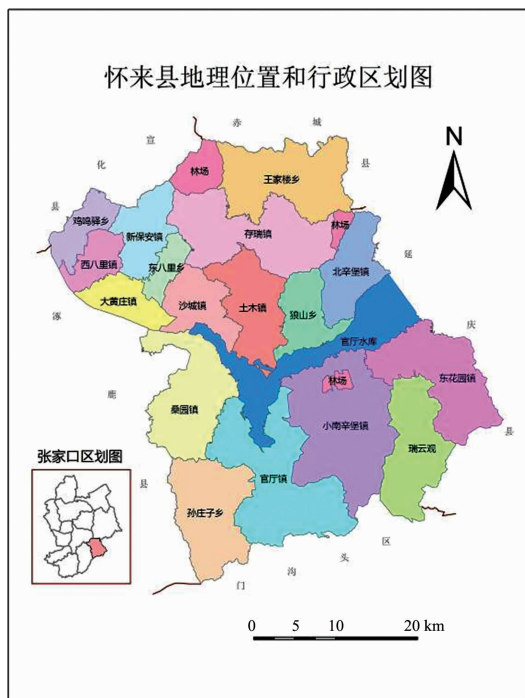 怀来县地理位置和行政区划图
赤 城 县
宣 化 县
N
林场
王家楼乡
鸡鸣驿乡
新保安镇
存瑞镇
林场
西八里镇
东八里乡
北辛堡镇
延 庆 县
大黄庄镇
沙城镇
土木镇
狼山乡
涿 鹿 县
官厅水库
林场
东花园镇
桑园镇
小南辛堡镇
瑞云观
官厅镇
孙庄子乡
张家口区划图
门 沟 头 区
0 5 10 20 km